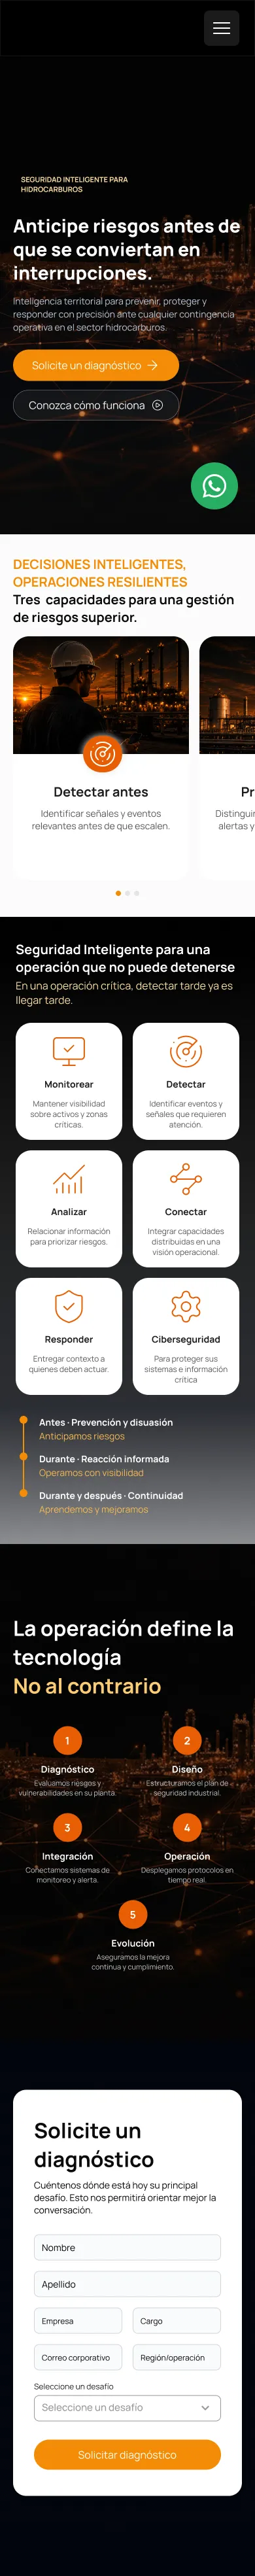 SEGURIDAD INTELIGENTE PARA
HIDROCARBUROS
Anticipe riesgos antes de
que se conviertan en
interrupciones.
Inteligencia territorial para prevenir, proteger y
responder con precisión ante cualquier contingencia
operativa en el sector hidrocarburos.
Solicite un diagnóstico
Conozca cómo funciona
DECISIONES INTELIGENTES,
OPERACIONES RESILIENTES
Tres capacidades para una gestión
de riesgos superior.
Detectar antes
Identificar señales y eventos
relevantes antes de que escalen.
Pr
Distinguir
alertas y
Seguridad Inteligente para una
operación que no puede detenerse
En una operación crítica, detectar tarde ya es
llegar tarde.
Monitorear
Mantener visibilidad
sobre activos y zonas
críticas.
Detectar
Identificar eventos y
señales que requieren
atención.
Analizar
Relacionar información
para priorizar riesgos.
Conectar
Integrar capacidades
distribuidas en una
visión operacional.
Responder
Entregar contexto a
quienes deben actuar.
Ciberseguridad
Para proteger sus
sistemas e información
crítica
Antes · Prevención y disuasión
Anticipamos riesgos
Durante · Reacción informada
Operamos con visibilidad
Durante y después · Continuidad
Aprendemos y mejoramos
La operación define la
tecnología
No al contrario
1
Diagnóstico
Evaluamos riesgos y
vulnerabilidades en su planta.
2
Diseño
Estructuramos el plan de
seguridad industrial.
3
Integración
Conectamos sistemas de
monitoreo y alerta.
4
Operación
Desplegamos protocolos en
tiempo real.
5
Evolución
Aseguramos la mejora
continua y cumplimiento.
Solicite un
diagnóstico
Cuéntenos dónde está hoy su principal
desafío. Esto nos permitirá orientar mejor la
conversación.
Nombre
Apellido
Empresa
Cargo
Correo corporativo
Región/operación
Seleccione un desafío
Seleccione un desafío
Solicitar diagnóstico